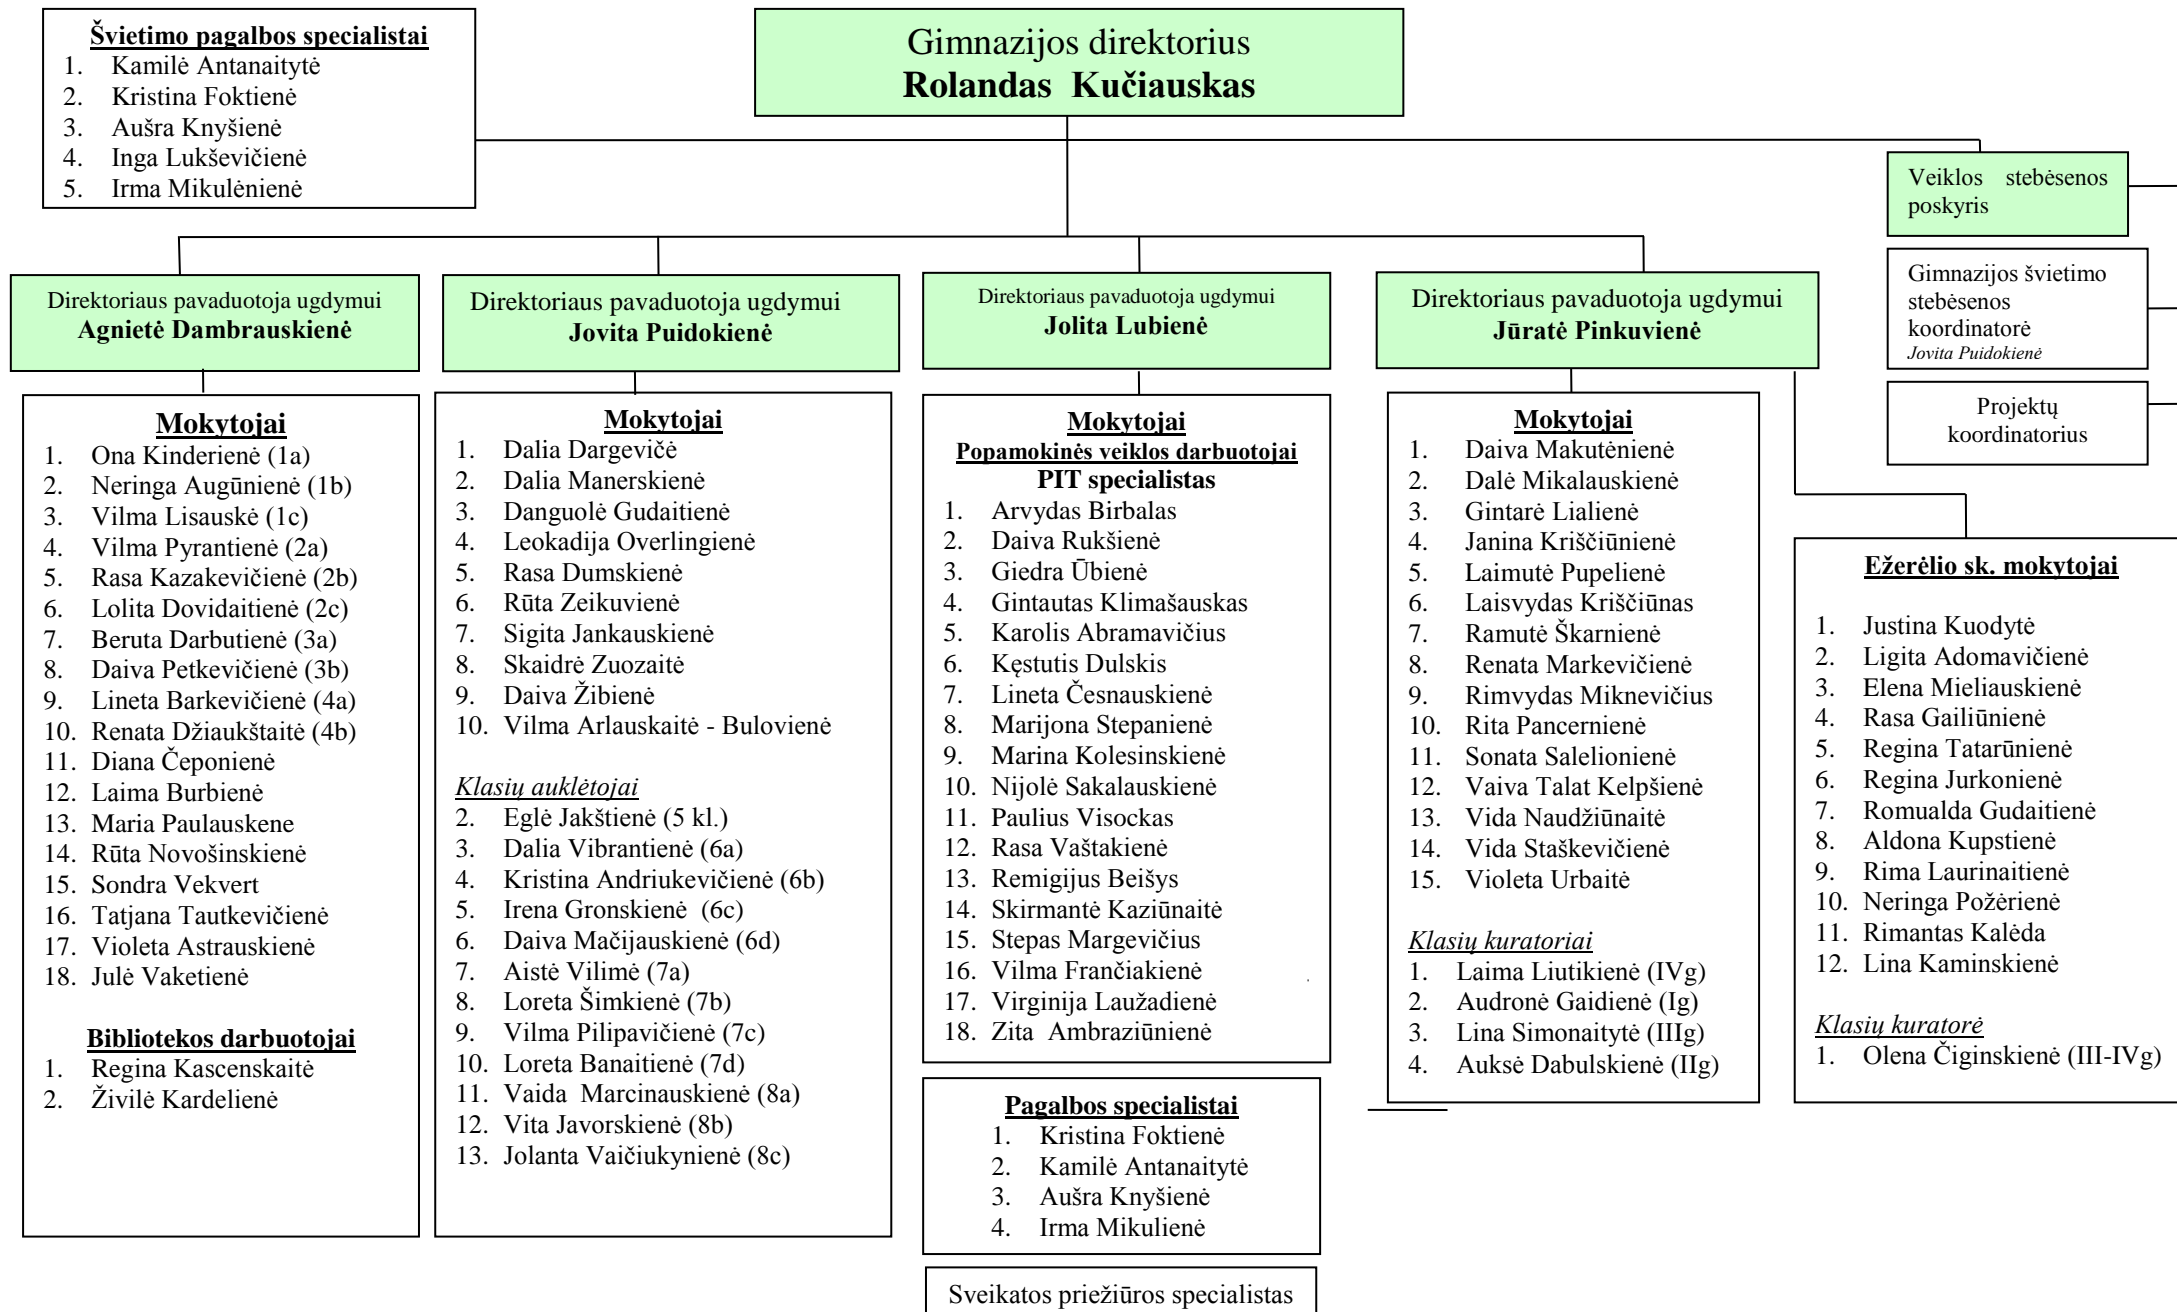 Švietimo pagalbos specialistai
1. Kamilė Antanaitytė
2. Kristina Foktienė
3. Aušra Knyšienė
4. Inga Lukševičienė
5. Irma Mikulėnienė
Gimnazijos direktorius
Rolandas Kučiauskas
Veiklos stebėsenos
poskyris
Gimnazijos švietimo
stebėsenos
koordinatorė
Jovita Puidokienė
Projektų
koordinatorius
Direktoriaus pavaduotoja ugdymui
Agnietė Dambrauskienė
Mokytojai
1. Ona Kinderienė (1a)
2. Neringa Augūnienė (1b)
3. Vilma Lisauskė (1c)
4. Vilma Pyrantienė (2a)
5. Rasa Kazakevičienė (2b)
6. Lolita Dovidaitienė (2c)
7. Beruta Darbutienė (3a)
8. Daiva Petkevičienė (3b)
9. Lineta Barkevičienė (4a)
10. Renata Džiaukštaitė (4b)
11. Diana Čeponienė
12. Laima Burbienė
13. Maria Paulauskene
14. Rūta Novošinskienė
15. Sondra Vekvert
16. Tatjana Tautkevičienė
17. Violeta Astrauskienė
18. Julė Vaketienė
Bibliotekos darbuotojai
1. Regina Kascenskaitė
2. Živilė Kardelienė
Direktoriaus pavaduotoja ugdymui
Jovita Puidokienė
Mokytojai
1. Dalia Dargevičė
2. Dalia Manerskienė
3. Danguolė Gudaitienė
4. Leokadija Overlingienė
5. Rasa Dumskienė
6. Rūta Zeikuvienė
7. Sigita Jankauskienė
8. Skaidrė Zuozaitė
9. Daiva Žibienė
10. Vilma Arlauskaitė - Bulovienė
Klasių auklėtojai
2. Eglė Jakštienė (5 kl.)
3. Dalia Vibrantienė (6a)
4. Kristina Andriukevičienė (6b)
5. Irena Gronskienė (6c)
6. Daiva Mačijauskienė (6d)
7. Aistė Vilimė (7a)
8. Loreta Šimkienė (7b)
9. Vilma Pilipavičienė (7c)
10. Loreta Banaitienė (7d)
11. Vaida Marcinauskienė (8a)
12. Vita Javorskienė (8b)
13. Jolanta Vaičiukynienė (8c)
Direktoriaus pavaduotoja ugdymui
Jolita Lubienė
Mokytojai
Popamokinės veiklos darbuotojai
PIT specialistas
1. Arvydas Birbalas
2. Daiva Rukšienė
3. Giedra Ūbienė
4. Gintautas Klimašauskas
5. Karolis Abramavičius
6. Kęstutis Dulskis
7. Lineta Česnauskienė
8. Marijona Stepanienė
9. Marina Kolesinskienė
10. Nijolė Sakalauskienė
11. Paulius Visockas
12. Rasa Vaštakienė
13. Remigijus Beišys
14. Skirmantė Kaziūnaitė
15. Stepas Margevičius
16. Vilma Frančiakienė
17. Virginija Laužadienė
18. Zita Ambraziūnienė
Pagalbos specialistai
1. Kristina Foktienė
2. Kamilė Antanaitytė
3. Aušra Knyšienė
4. Irma Mikulienė
Sveikatos priežiūros specialistas
Direktoriaus pavaduotoja ugdymui
Jūratė Pinkuvienė
Mokytojai
1. Daiva Makutėnienė
2. Dalė Mikalauskienė
3. Gintarė Lialienė
4. Janina Kriščiūnienė
5. Laimutė Pupelienė
6. Laisvydas Kriščiūnas
7. Ramutė Škarnienė
8. Renata Markevičienė
9. Rimvydas Miknevičius
10. Rita Pancernienė
11. Sonata Salelionienė
12. Vaiva Talat Kelpšienė
13. Vida Naudžiūnaitė
14. Vida Staškevičienė
15. Violeta Urbaitė
Klasių kuratoriai
1. Laima Liutikienė (IVg)
2. Audronė Gaidienė (Ig)
3. Lina Simonaitytė (IIIg)
4. Auksė Dabulskienė (IIg)
Ežerėlio sk. mokytojai
1. Justina Kuodytė
2. Ligita Adomavičienė
3. Elena Mieliauskienė
4. Rasa Gailiūnienė
5. Regina Tatarūnienė
6. Regina Jurkonienė
7. Romualda Gudaitienė
8. Aldona Kupstienė
9. Rima Laurinaitienė
10. Neringa Požėrienė
11. Rimantas Kalėda
12. Lina Kaminskienė
Klasių kuratorė
1. Olena Čiginskienė (III-IVg)